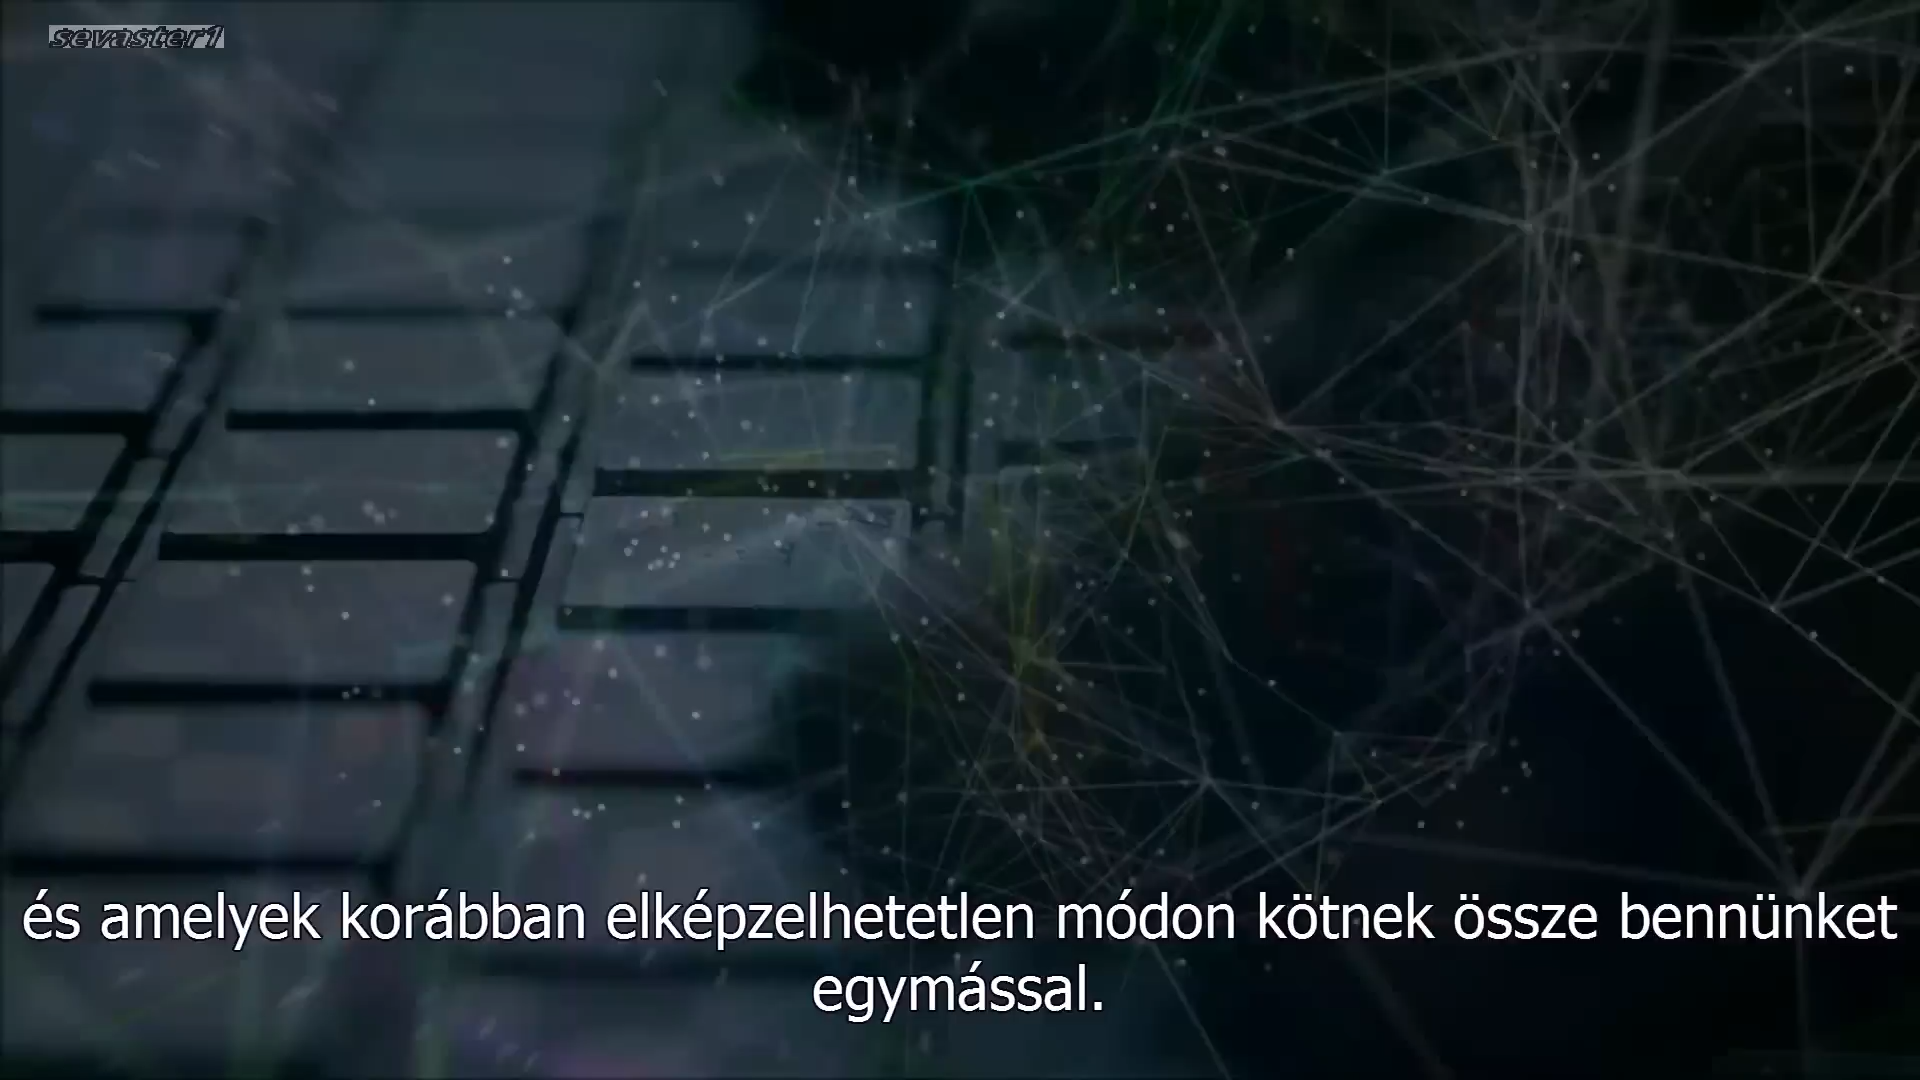 sevaster1
és amelyek korábban elképzelhetetlen módon kötnek össze bennünket
egymással.